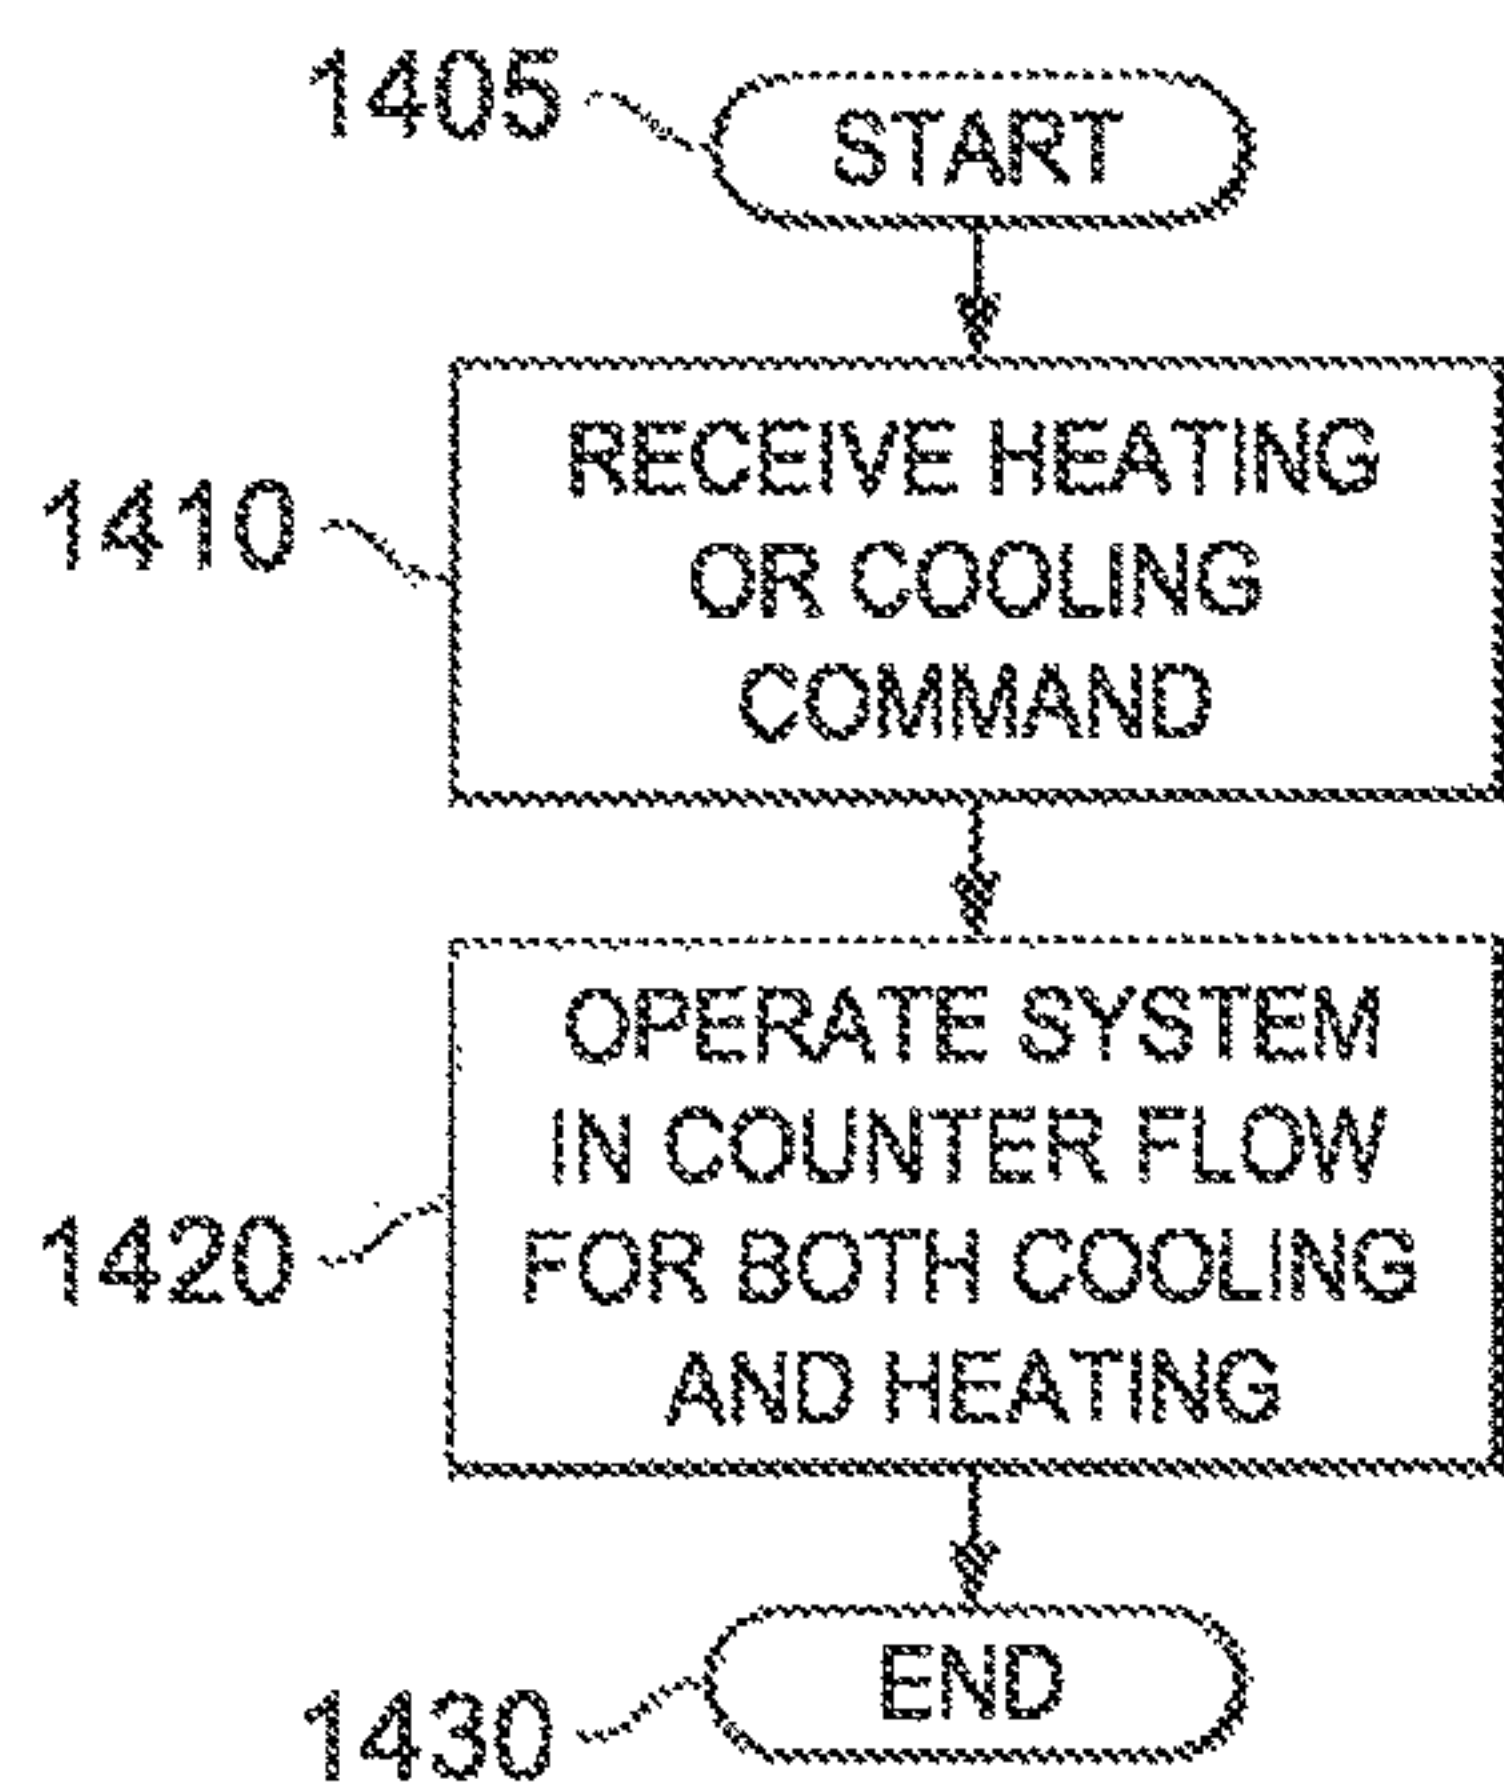 1405
START
RECEIVE HEATING
1410
OR COOLING
COMMAND
OPERATE SYSTEM
IN COUNTER FLOW
1420
FOR BOTH COOLING
AND HEATING
END
1430